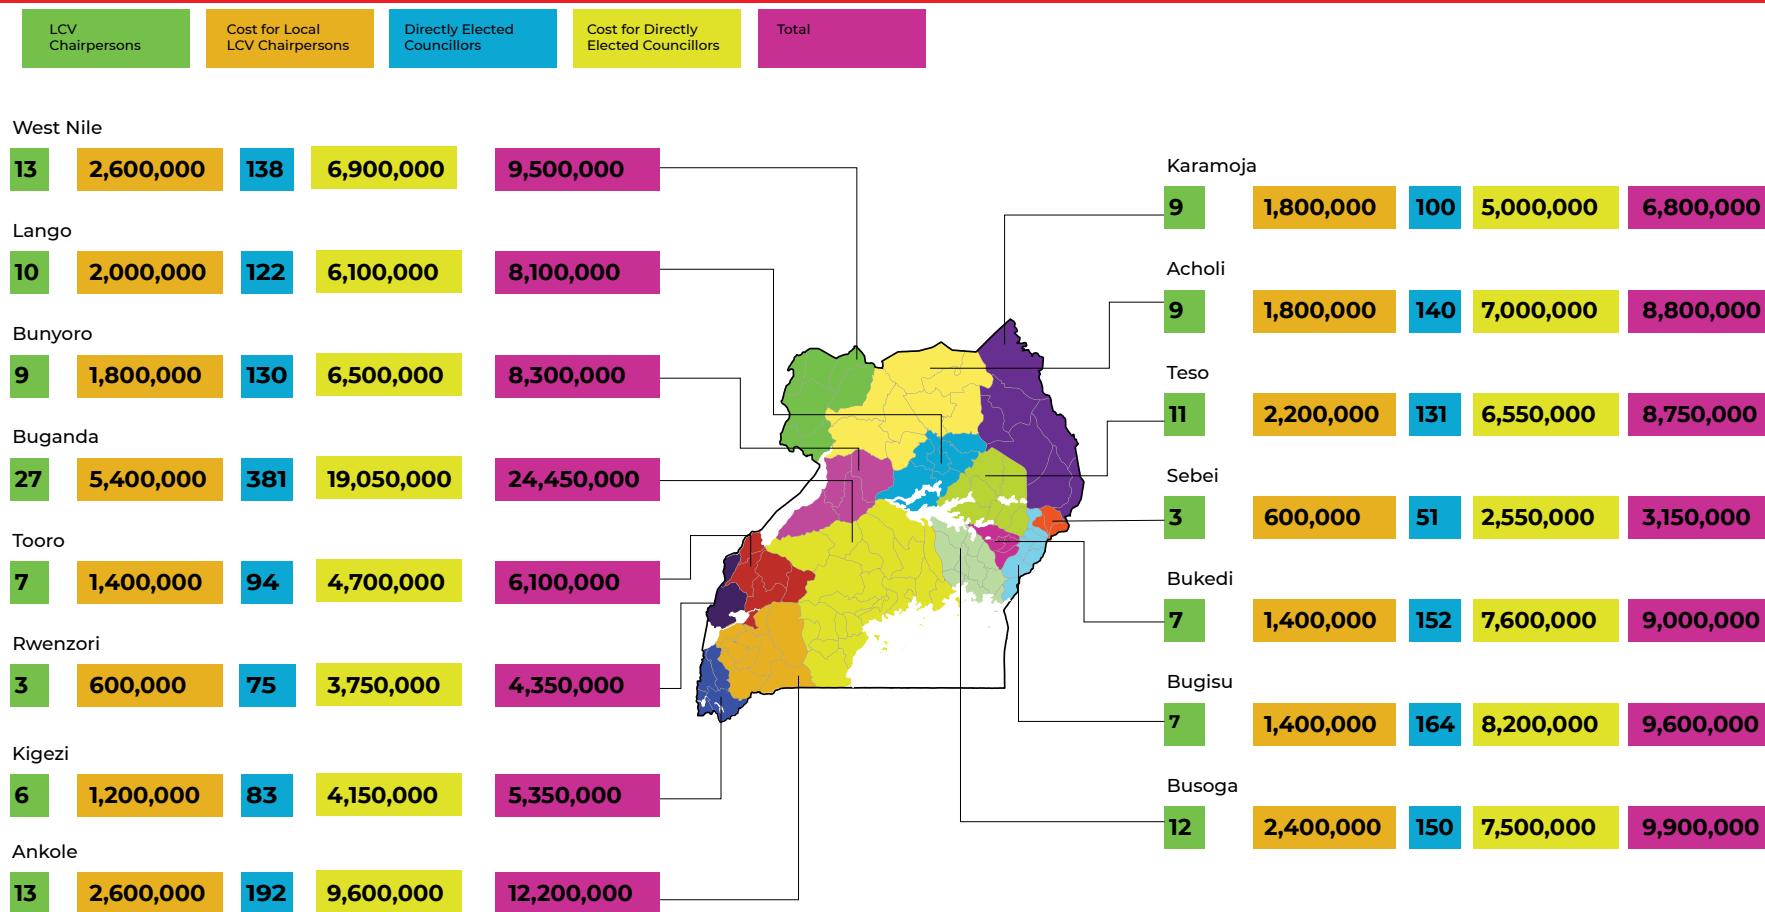 LCV
Chairpersons
Cost for Local
LCV Chairpersons
Directly Elected
Councillors
Cost for Directly
Elected Councillors
Total
West Nile
13 2,600,000 138 6,900,000 9,500,000
Lango
10 2,000,000 122 6,100,000 8,100,000
Bunyoro
9 1,800,000 130 6,500,000 8,300,000
Buganda
27 5,400,000 381 19,050,000 24,450,000
Tooro
7 1,400,000 94 4,700,000 6,100,000
Rwenzori
3 600,000 75 3,750,000 4,350,000
Kigezi
6 1,200,000 83 4,150,000 5,350,000
Ankole
13 2,600,000 192 9,600,000 12,200,000
Karamoja
9 1,800,000 100 5,000,000 6,800,000
Acholi
9 1,800,000 140 7,000,000 8,800,000
Teso
11 2,200,000 131 6,550,000 8,750,000
Sebei
3 600,000 51 2,550,000 3,150,000
Bukedi
7 1,400,000 152 7,600,000 9,000,000
Bugisu
7 1,400,000 164 8,200,000 9,600,000
Busoga
12 2,400,000 150 7,500,000 9,900,000